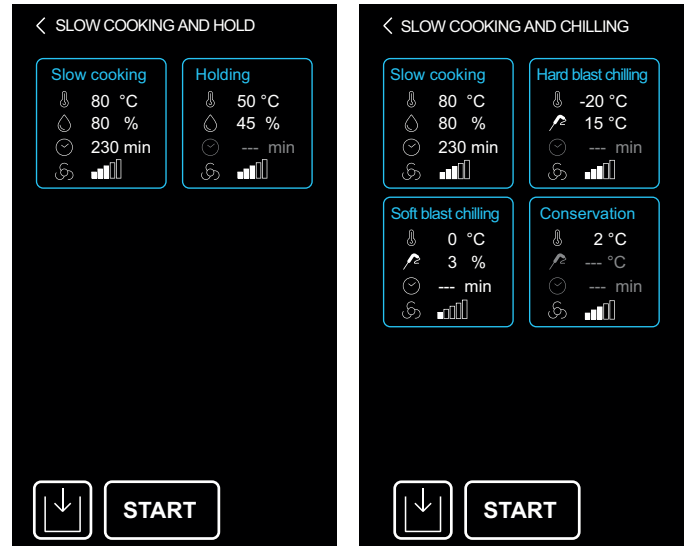 SLOW COOKING AND HOLD
Slow cooking
80 °C
80 %
230 min
Holding
50 °C
45 %
--- min
START
SLOW COOKING AND CHILLING
Slow cooking
80 °C
80 %
230 min
Hard blast chilling
-20 °C
15 °C
--- min
Soft blast chilling
0 °C
3 %
--- min
Conservation
2 °C
--- °C
--- min
START